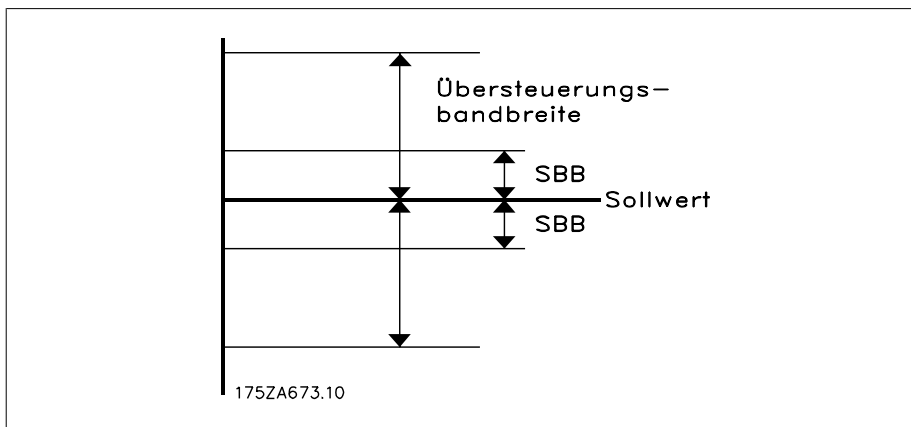 Übersteuerungs-
bandbreite
SBB
Sollwert
SBB
175ZA673.10